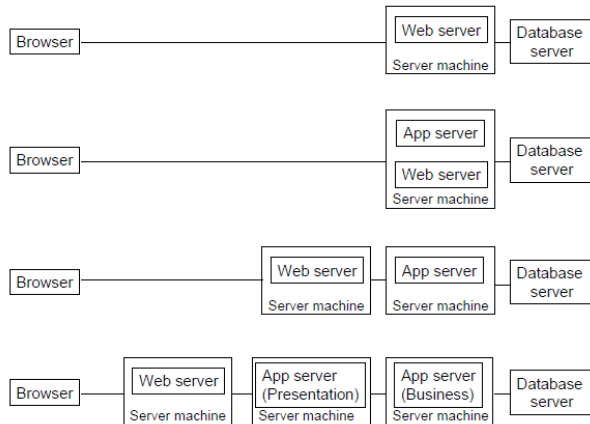 Browser
Web server
Server machine
Database
server
Browser
App server
Web server
Server machine
Database
server
Browser
Web server
Server machine
App server
Server machine
Database
server
Browser
Web server
Server machine
App server
(Presentation)
Server machine
App server
(Business)
Server machine
Database
server